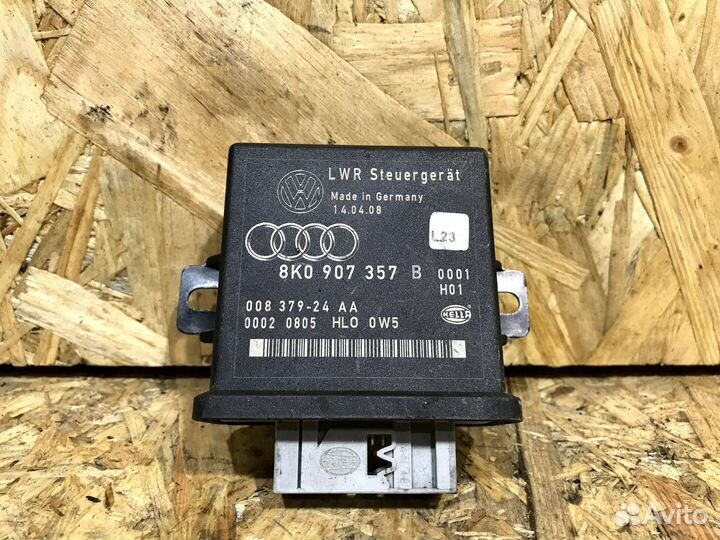 LWR Steuergerät
Made in Germany
14.04.08
L23
8K0 907 357 B 0001
H01
008 379-24 AA
0002 0805 HLO 0W5
HELLA
HELLA
Avito